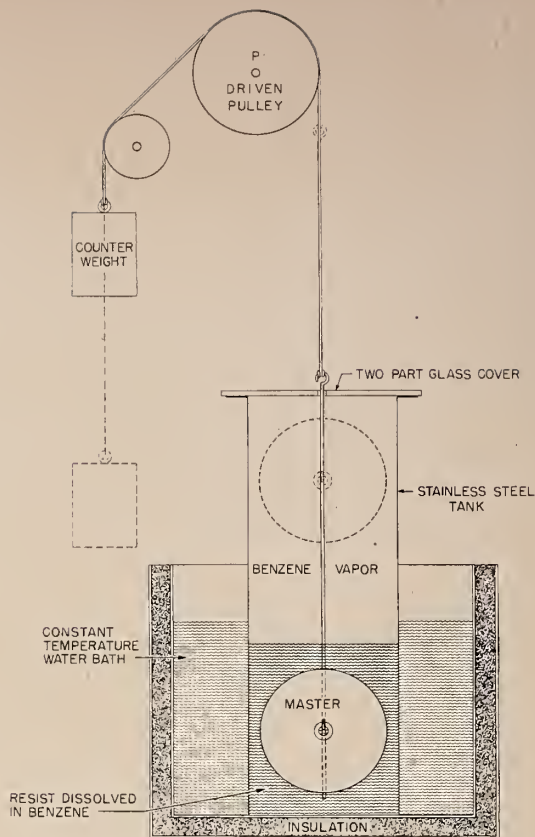 P
DRIVEN
PULLEY
COUNTER
WEIGHT
TWO PART GLASS COVER
STAINLESS STEEL
TANK
BENZENE VAPOR
CONSTANT
TEMPERATURE
WATER BATH
MASTER
RESIST DISSOLVED
IN BENZENE
INSULATION